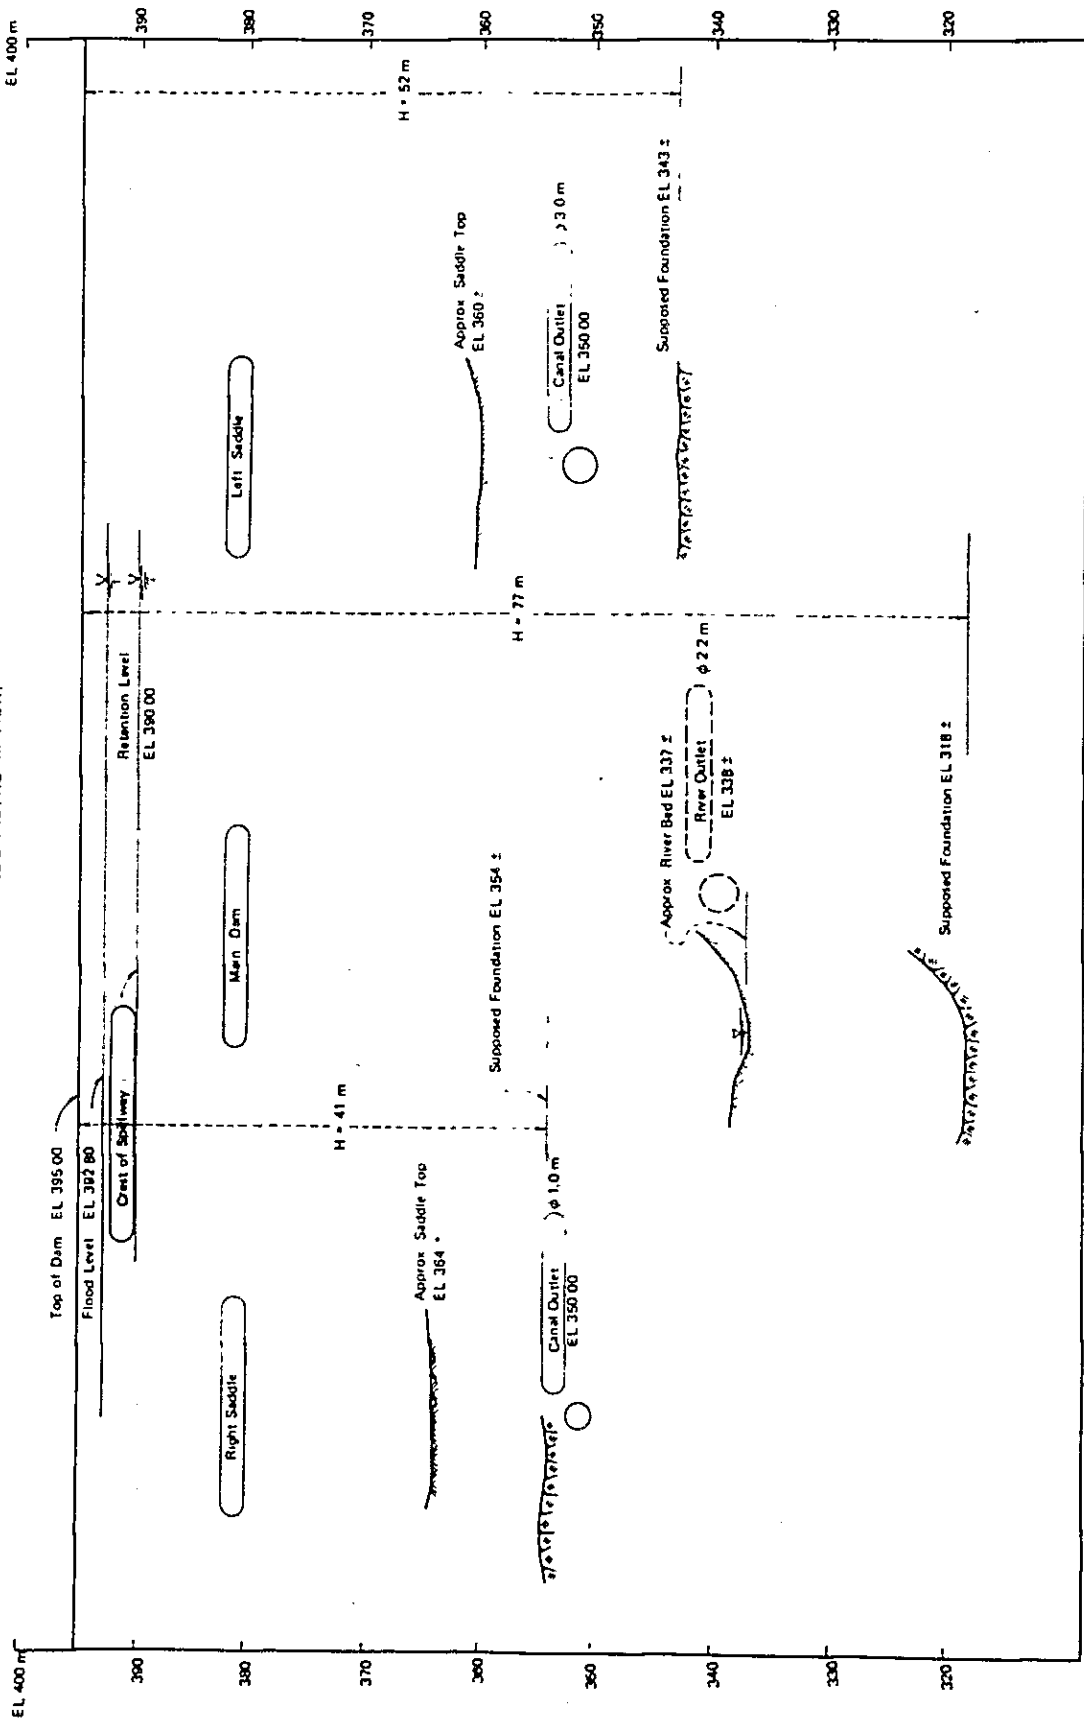 EL 400 m
390
380
370
360
360
340
330
320
Top of Dam EL 395 00
Flood Level EL 392 80
Crest of Spillway
Retention Level
EL 390 00
Right Saddle
Main Dam
Left Saddle
H = 41 m
H = 77 m
H = 52 m
Approx Saddle Top
EL 364
Approx Saddle Top
EL 360 ±
Supposed Foundation EL 354 ±
Canal Outlet
EL 350 00
φ 1.0 m
Canal Outlet
EL 350 00
3 0 m
Approx River Bed EL 337 ±
River Outlet
EL 338 ±
φ 2 2 m
Supposed Foundation EL 343 ±
Supposed Foundation EL 318 ±
EL 400 m
390
380
370
360
350
340
330
320